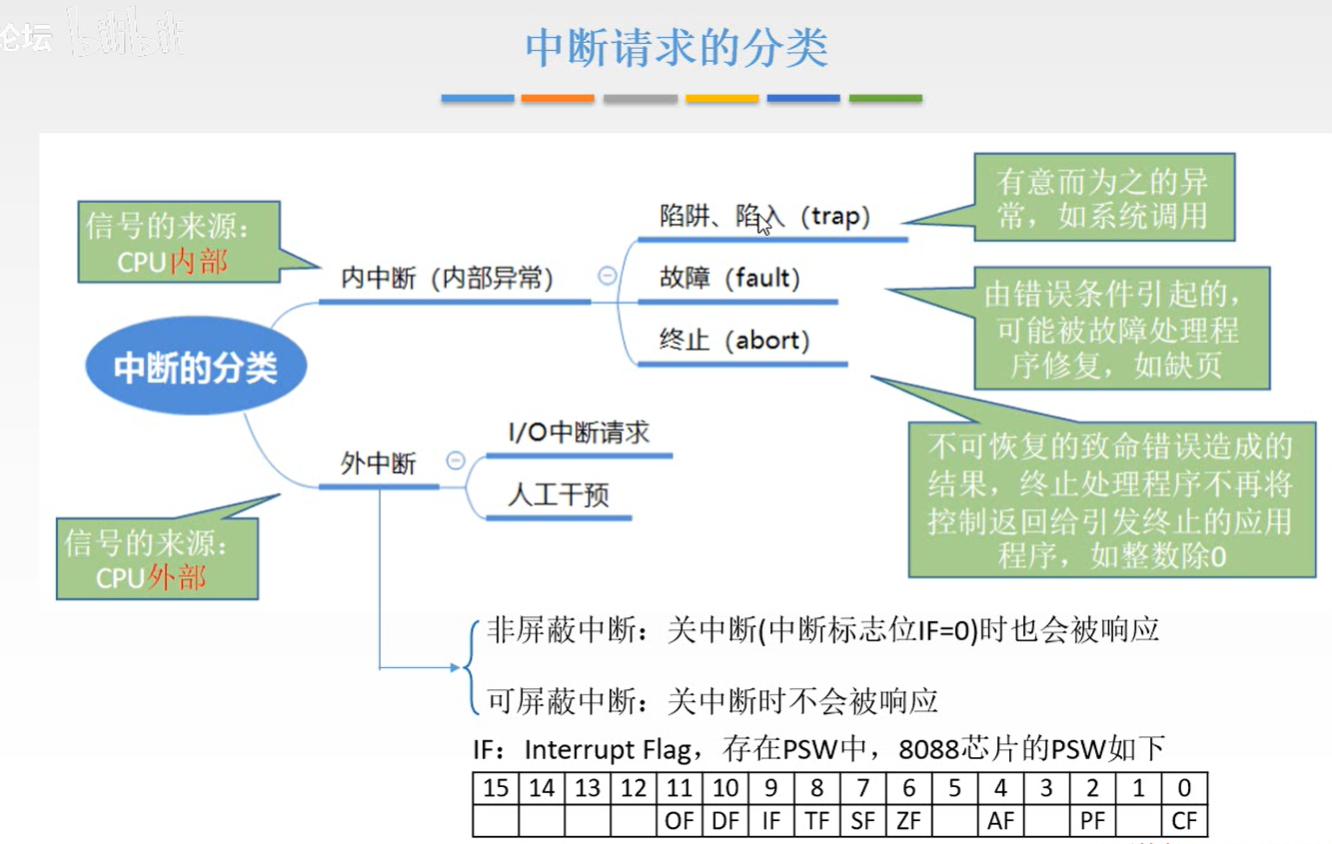 论坛 bilibili
中断请求的分类
信号的来源：
CPU内部
中断的分类
内中断（内部异常）
陷阱、陷入（trap）
故障（fault）
终止（abort）
有意而为之的异
常，如系统调用
由错误条件引起的，
可能被故障处理程
序修复，如缺页
不可恢复的致命错误造成的
结果，终止处理程序不再将
控制返回给引发终止的应用
程序，如整数除0
外中断
I/O中断请求
人工干预
信号的来源：
CPU外部
非屏蔽中断：关中断(中断标志位IF=0)时也会被响应
可屏蔽中断：关中断时不会被响应
IF：Interrupt Flag，存在PSW中，8088芯片的PSW如下
15 14 13 12 11 10 9 8 7 6 5 4 3 2 1 0
OF DF IF TF SF ZF AF PF CF